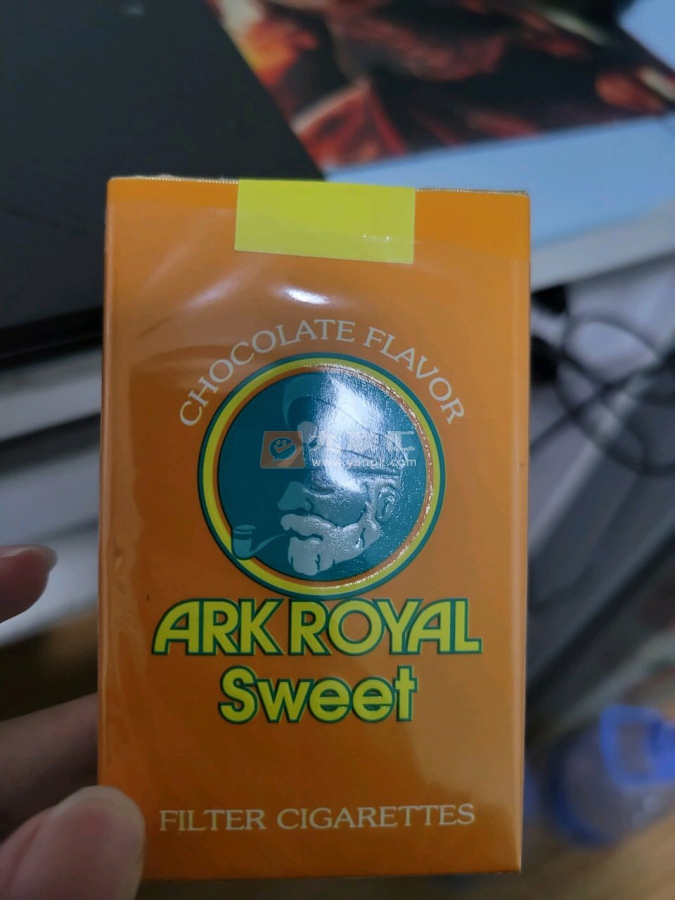 CHOCOLATE FLAVOR
ARK ROYAL
Sweet
FILTER CIGARETTES